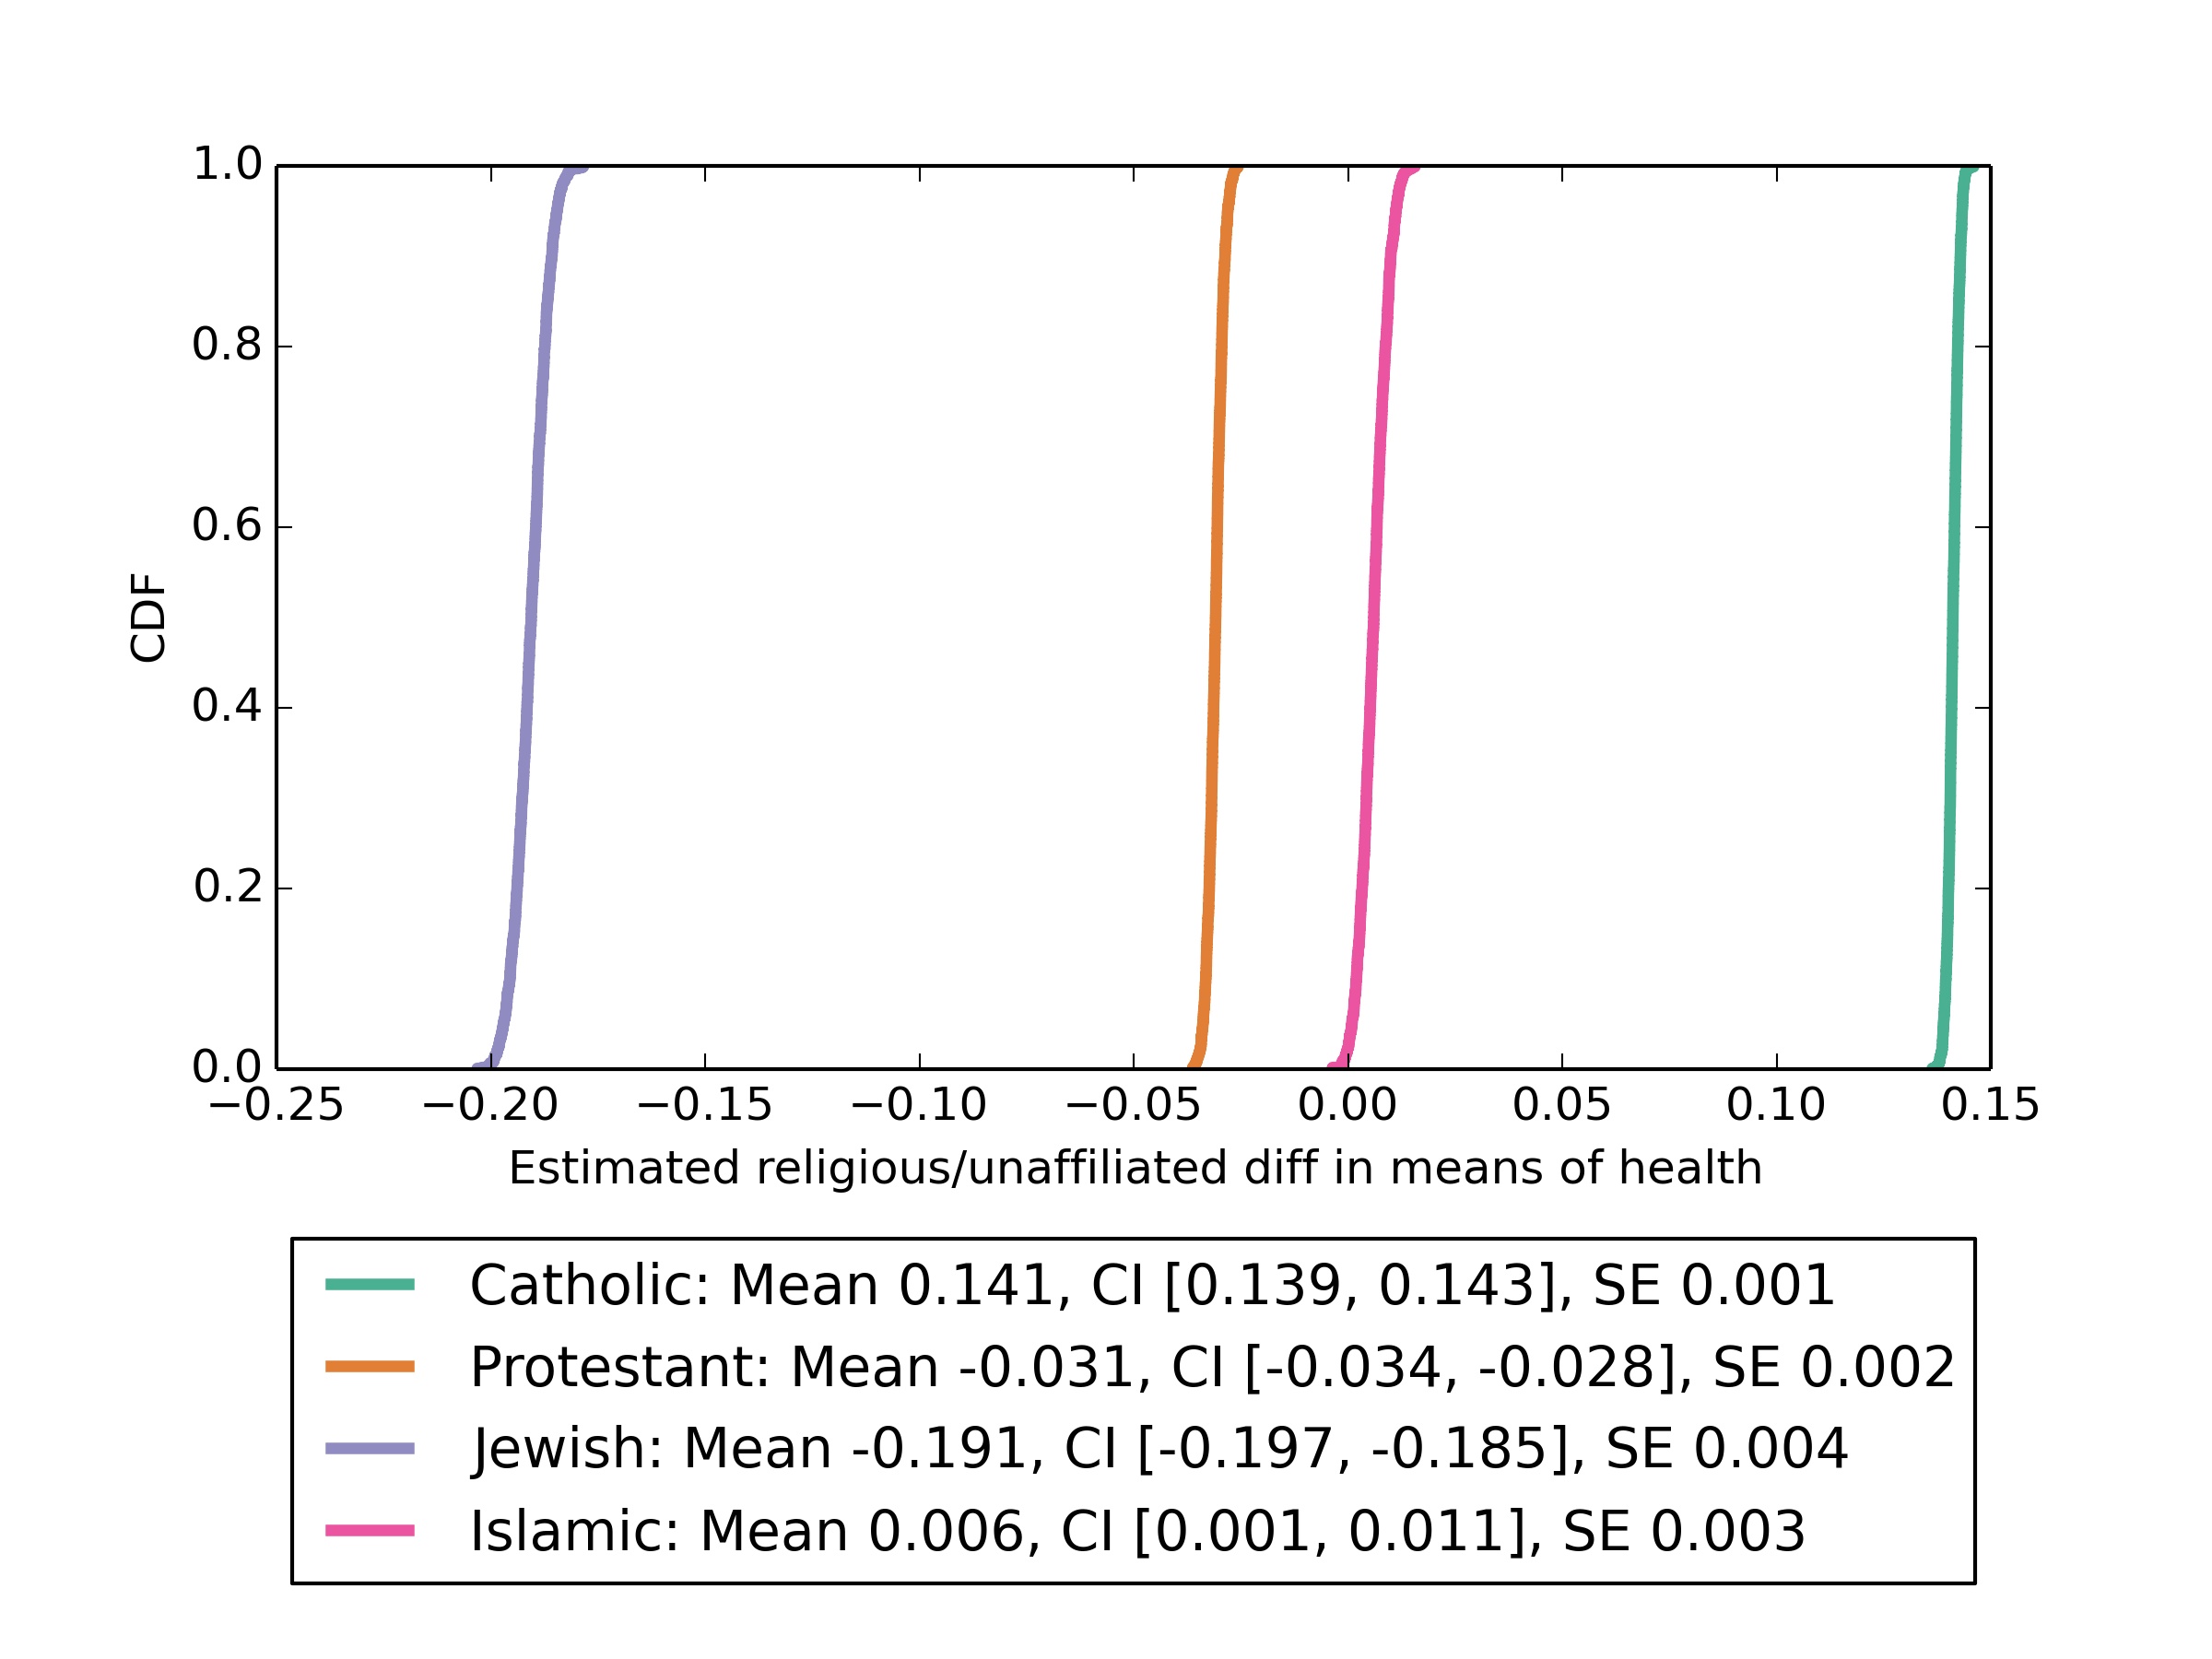 CDF
1.0
0.8
0.6
0.4
0.2
0.0
−0.25 −0.20 −0.15 −0.10 −0.05 0.00 0.05 0.10 0.15
Estimated religious/unaffiliated diff in means of health
Catholic: Mean 0.141, CI [0.139, 0.143], SE 0.001
Protestant: Mean -0.031, CI [-0.034, -0.028], SE 0.002
Jewish: Mean -0.191, CI [-0.197, -0.185], SE 0.004
Islamic: Mean 0.006, CI [0.001, 0.011], SE 0.003